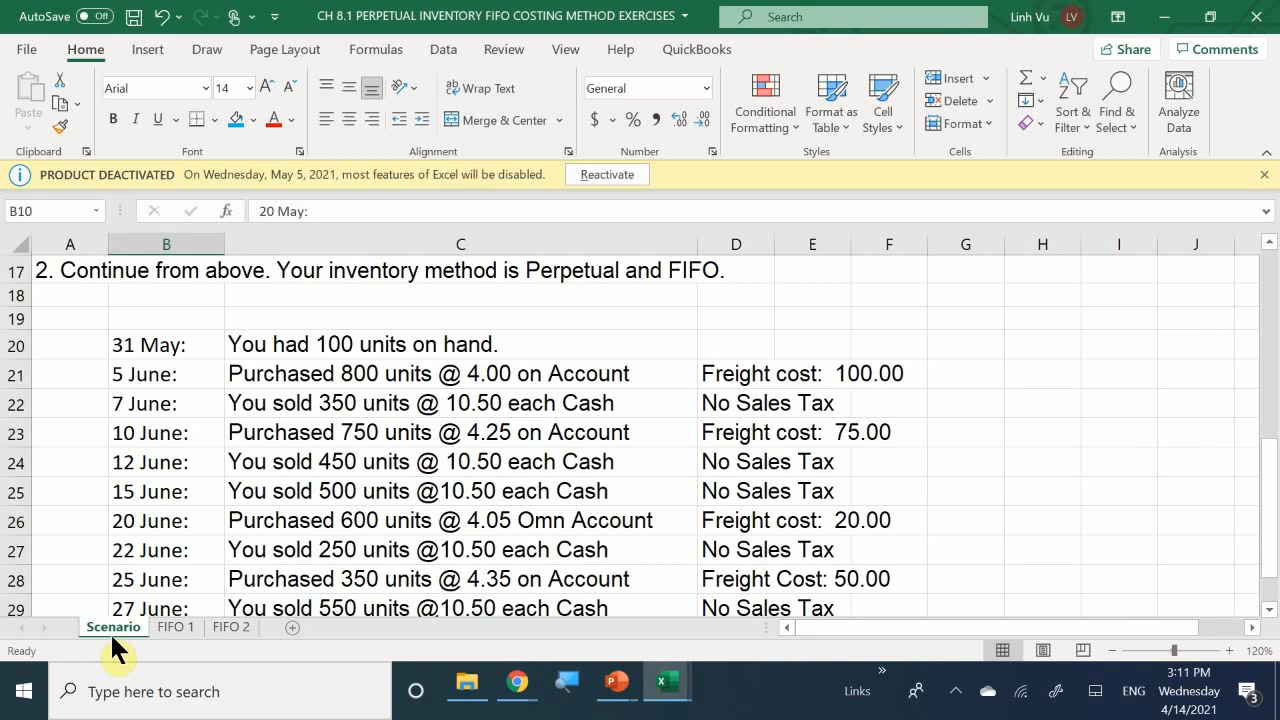 AutoSave Off CH 8.1 PERPETUAL INVENTORY FIFO COSTING METHOD EXERCISES Search Linh Vu LV
File Home Insert Draw Page Layout Formulas Data Review View Help QuickBooks Share Comments
Paste Arial 14 A A Wrap Text General Conditional Formatting Format as Table Cell Styles Insert Delete Format Sort & Filter Find & Select Analyze Data
B I U A Merge & Center $ % 9
Clipboard Font Alignment Number Styles Cells Editing Analysis
PRODUCT DEACTIVATED On Wednesday, May 5, 2021, most features of Excel will be disabled. Reactivate
B10 fx 20 May:
A B C D E F G H I J
17 2. Continue from above. Your inventory method is Perpetual and FIFO.
18
19
20 31 May: You had 100 units on hand.
21 5 June: Purchased 800 units @ 4.00 on Account Freight cost: 100.00
22 7 June: You sold 350 units @ 10.50 each Cash No Sales Tax
23 10 June: Purchased 750 units @ 4.25 on Account Freight cost: 75.00
24 12 June: You sold 450 units @ 10.50 each Cash No Sales Tax
25 15 June: You sold 500 units @10.50 each Cash No Sales Tax
26 20 June: Purchased 600 units @ 4.05 Omn Account Freight cost: 20.00
27 22 June: You sold 250 units @10.50 each Cash No Sales Tax
28 25 June: Purchased 350 units @ 4.35 on Account Freight Cost: 50.00
29 27 June: You sold 550 units @10.50 each Cash No Sales Tax
Scenario FIFO 1 FIFO 2
Ready 120%
Type here to search Links ENG 3:11 PM
Wednesday
4/14/2021 3